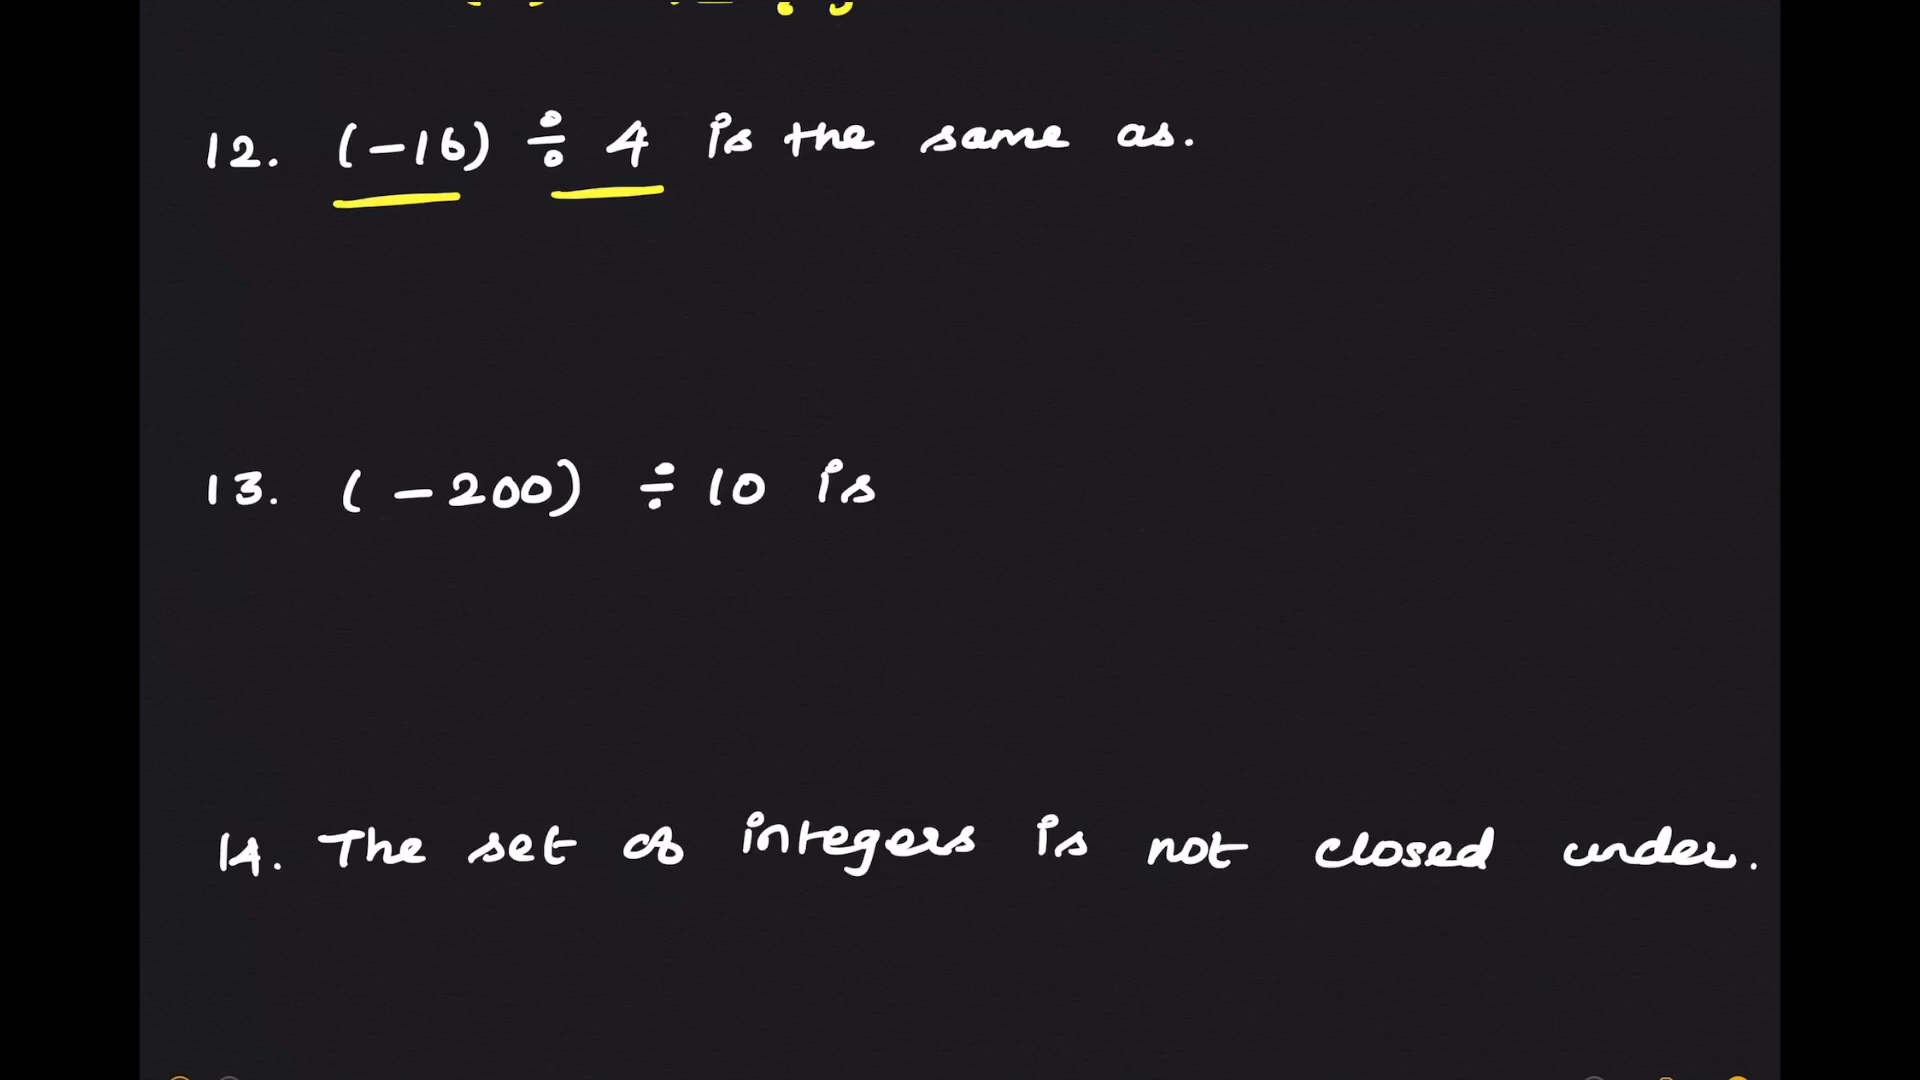 12. (-16) ÷ 4 is the same as.
13. (-200) ÷ 10 is
14. The set of integers is not closed under.